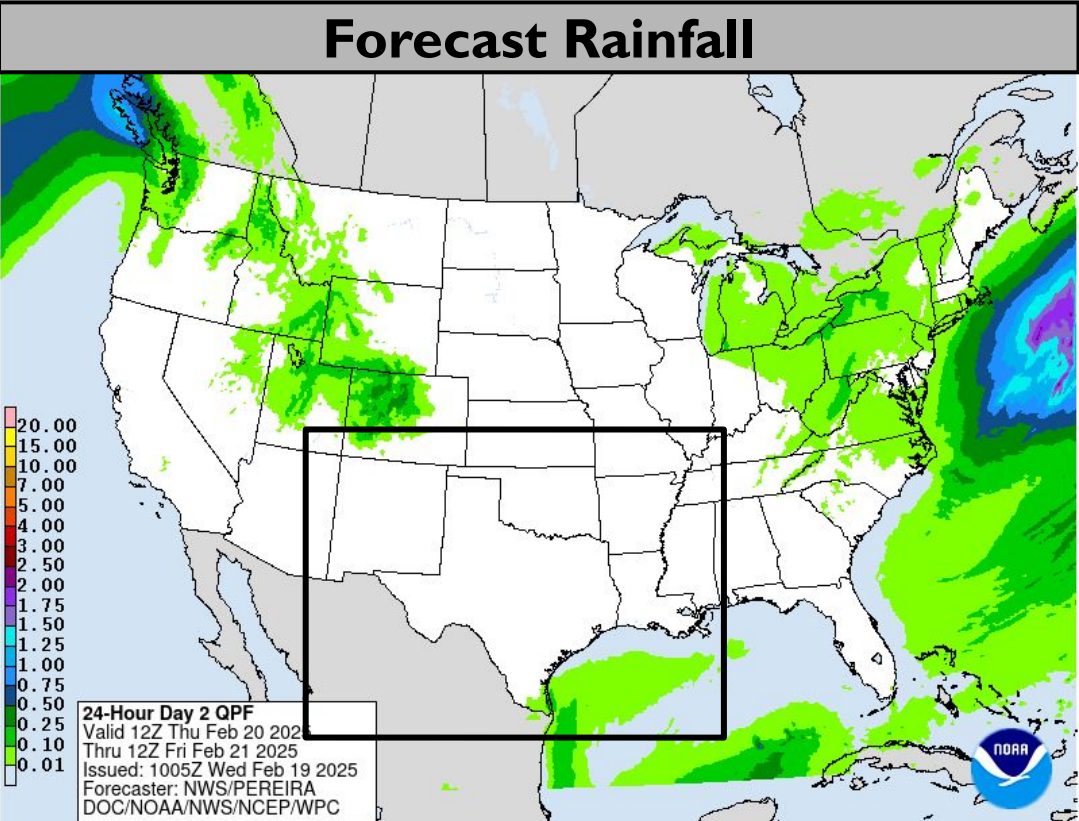 Forecast Rainfall
20.00
15.00
10.00
7.00
5.00
4.00
3.00
2.50
2.00
1.75
1.50
1.25
1.00
0.75
0.50
0.25
0.10
0.01
24-Hour Day 2 QPF
Valid 12Z Thu Feb 20 2025
Thru 12Z Fri Feb 21 2025
Issued: 1005Z Wed Feb 19 2025
Forecaster: NWS/PEREIRA
DOC/NOAA/NWS/NCEP/WPC
NOAA